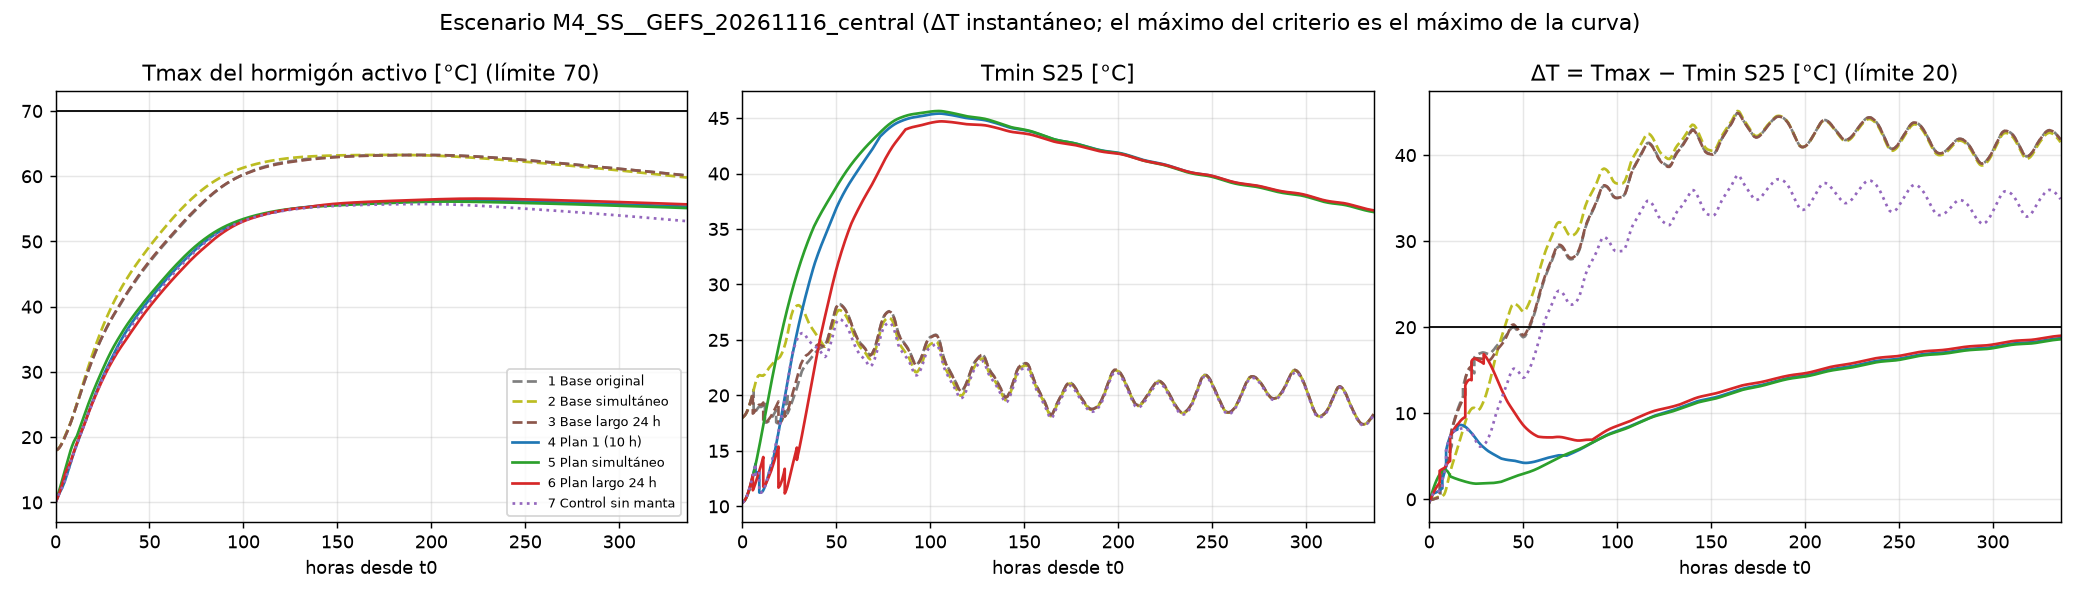 Escenario M4_SS__GEFS_20261116_central (ΔT instantáneo; el máximo del criterio es el máximo de la curva)
Tmax del hormigón activo [°C] (límite 70)
70
60
50
40
30
20
10
0
50
100
150
200
250
300
horas desde t0
1 Base original
2 Base simultáneo
3 Base largo 24 h
4 Plan 1 (10 h)
5 Plan simultáneo
6 Plan largo 24 h
7 Control sin manta
Tmin S25 [°C]
45
40
35
30
25
20
15
10
0
50
100
150
200
250
300
horas desde t0
ΔT = Tmax − Tmin S25 [°C] (límite 20)
40
30
20
10
0
0
50
100
150
200
250
300
horas desde t0